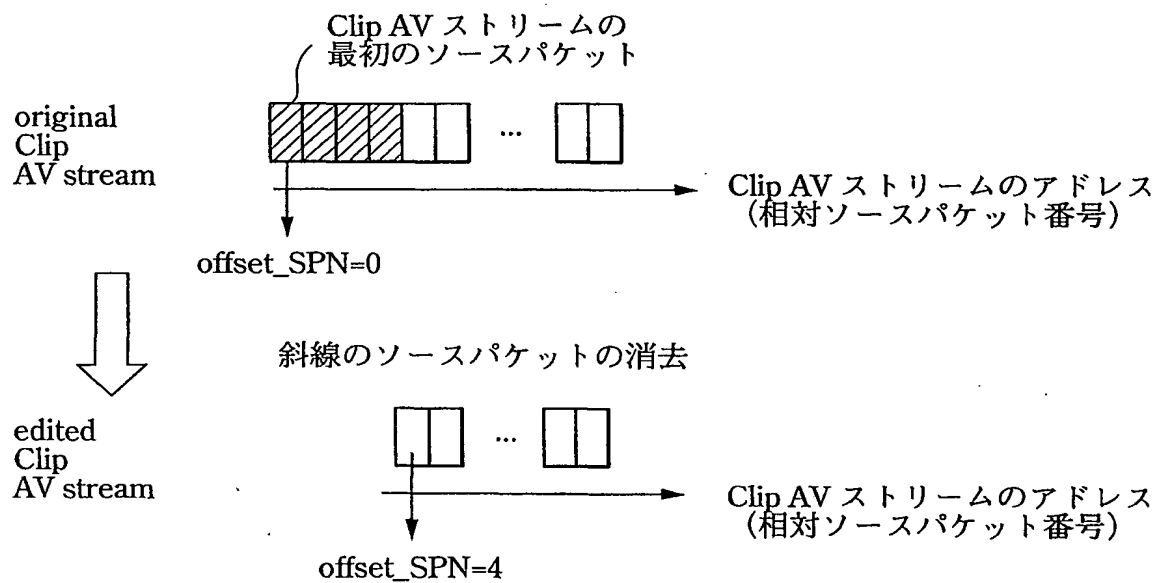 Clip AV ストリームの
最初のソースパケット
original
Clip
AV stream
...
Clip AV ストリームのアドレス
(相対ソースパケット番号)
offset_SPN=0
斜線のソースパケットの消去
edited
Clip
AV stream
...
Clip AV ストリームのアドレス
(相対ソースパケット番号)
offset_SPN=4